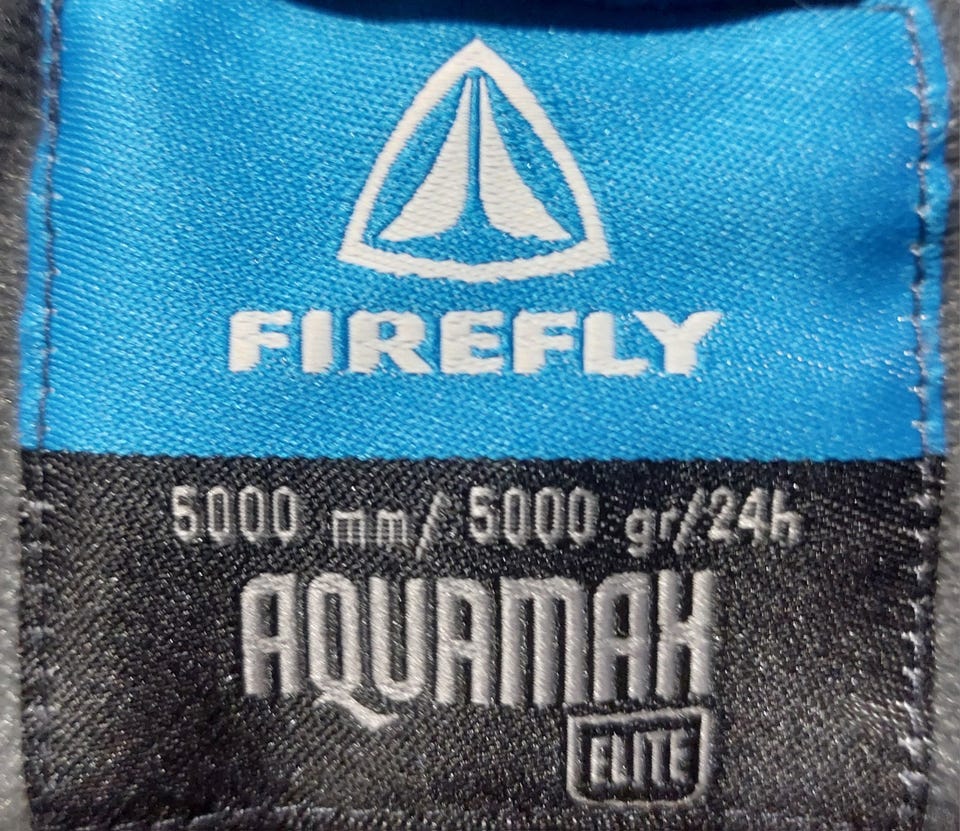 FIREFLY
5000 mm/ 5000 gr/24h
AQUAMAX
ELITE